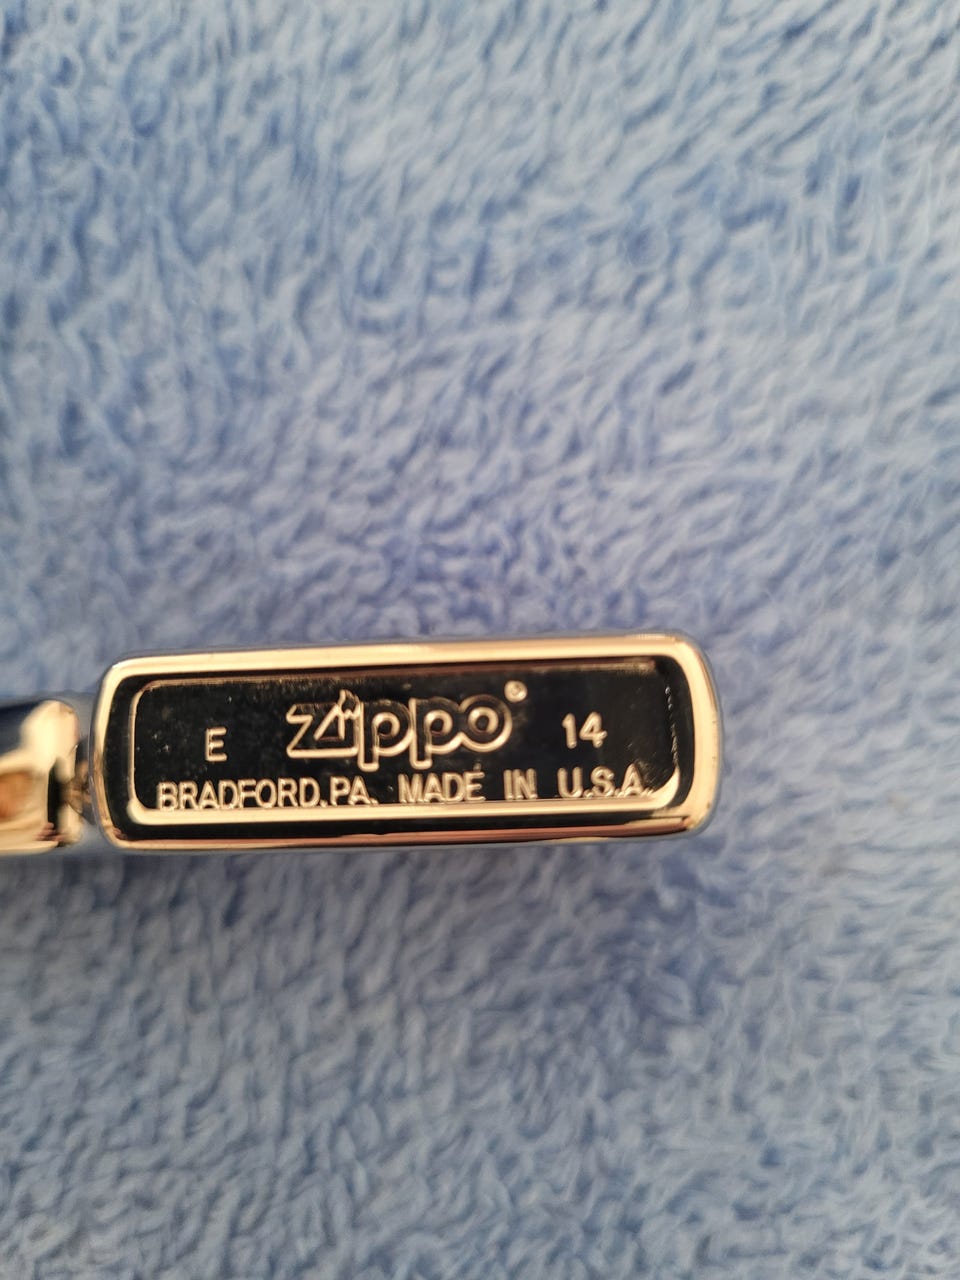 E Zippo® 14
BRADFORD, PA. MADE IN U.S.A.